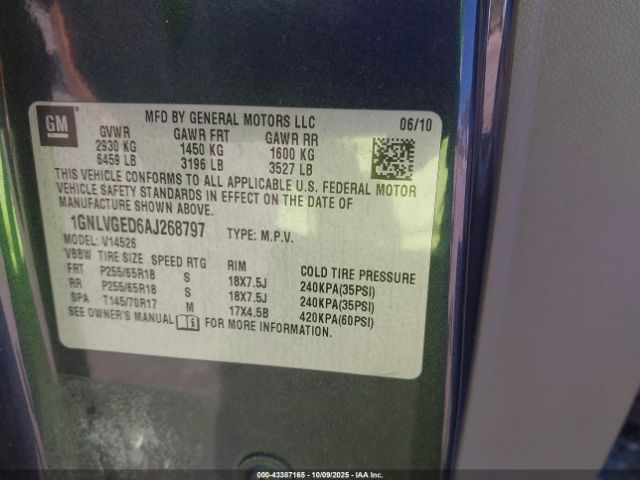 GM
MFD BY GENERAL MOTORS LLC 06/10
GVWR GAWR FRT GAWR RR
2930 KG 1450 KG 1600 KG
6459 LB 3196 LB 3527 LB
THIS VEHICLE CONFORMS TO ALL APPLICABLE U.S. FEDERAL MOTOR
VEHICLE SAFETY STANDARDS IN EFFECT ON THE DATE OF
MANUFACTURE SHOWN ABOVE.
1GNLVGED6AJ268797 TYPE: M.P.V.
MODEL: V14526
VBBW TIRE SIZE SPEED RTG RIM COLD TIRE PRESSURE
FRT P255/65R18 S 18X7.5J 240KPA(35PSI)
RR P255/65R18 S 18X7.5J 240KPA(35PSI)
SPA T145/70R17 M 17X4.5B 420KPA(60PSI)
SEE OWNER'S MANUAL FOR MORE INFORMATION.
000-43387165 - 10/09/2025 - IAA Inc.